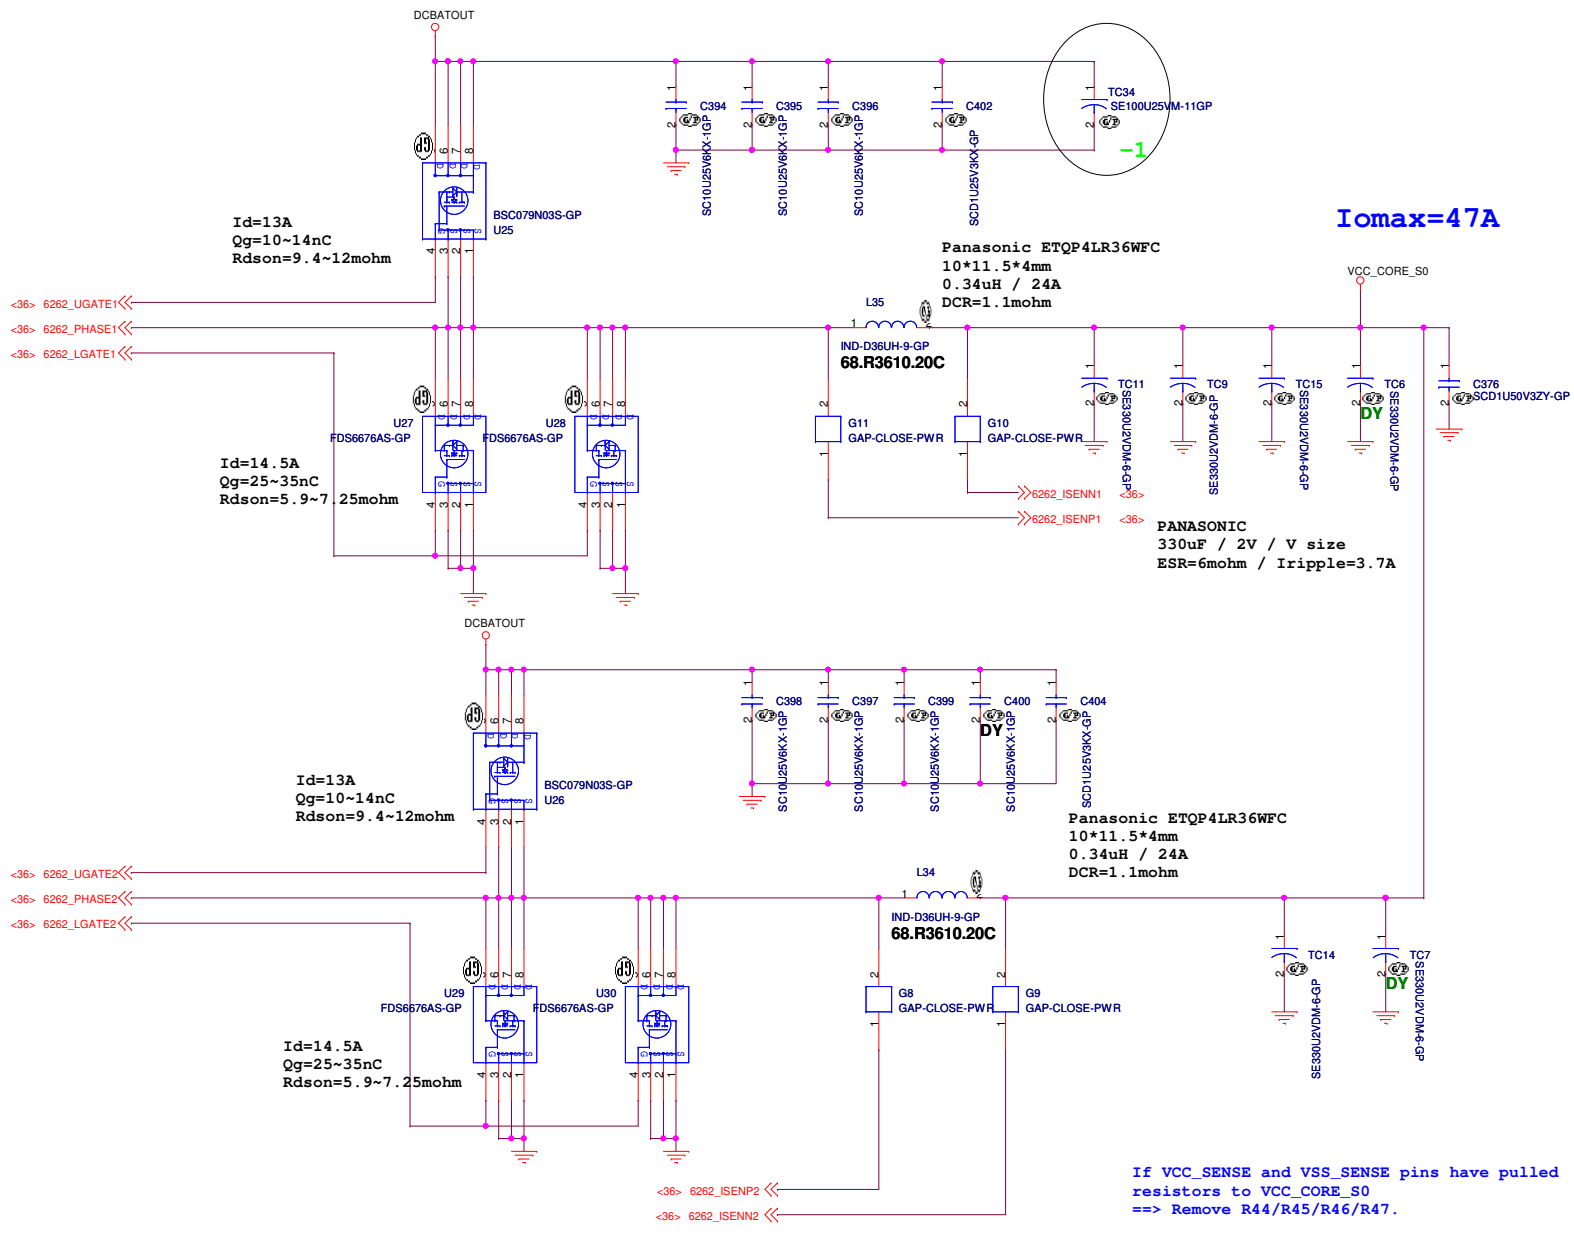 DCBATOUT
TC34
SE100U25VM-11GP
-1
C394
SC10U25V6KX-1GP
C395
SC10U25V6KX-1GP
C396
SC10U25V6KX-1GP
C402
SCD1U25V3KX-GP
Iomax=47A
Id=13A
Qg=10~14nC
Rdson=9.4~12mohm
BSC079N03S-GP
U25
Panasonic ETQP4LR36WFC
10*11.5*4mm
0.34uH / 24A
DCR=1.1mohm
VCC_CORE_S0
<36> 6262_UGATE1
<36> 6262_PHASE1
<36> 6262_LGATE1
L35
IND-D36UH-9-GP
68.R3610.20C
U27
FDS6676AS-GP
U28
FDS6676AS-GP
G11
GAP-CLOSE-PWR
G10
GAP-CLOSE-PWR
TC11
SE330U2VDM-6-GP
TC9
SE330U2VDM-6-GP
TC15
SE330U2VDM-6-GP
TC6
SE330U2VDM-6-GP
DY
C376
SCD1U50V3ZY-GP
Id=14.5A
Qg=25~35nC
Rdson=5.9~7.25mohm
6262_ISENN1 <36>
6262_ISENP1 <36>
PANASONIC
330uF / 2V / V size
ESR=6mohm / Iripple=3.7A
DCBATOUT
C398
SC10U25V6KX-1GP
C397
SC10U25V6KX-1GP
C399
SC10U25V6KX-1GP
C400
DY
SC10U25V6KX-1GP
C404
SCD1U25V3KX-GP
Id=13A
Qg=10~14nC
Rdson=9.4~12mohm
BSC079N03S-GP
U26
Panasonic ETQP4LR36WFC
10*11.5*4mm
0.34uH / 24A
DCR=1.1mohm
<36> 6262_UGATE2
<36> 6262_PHASE2
<36> 6262_LGATE2
L34
IND-D36UH-9-GP
68.R3610.20C
U29
FDS6676AS-GP
U30
FDS6676AS-GP
G8
GAP-CLOSE-PWR
G9
GAP-CLOSE-PWR
TC14
SE330U2VDM-6-GP
TC7
SE330U2VDM-6-GP
DY
Id=14.5A
Qg=25~35nC
Rdson=5.9~7.25mohm
<36> 6262_ISENP2
<36> 6262_ISENN2
If VCC_SENSE and VSS_SENSE pins have pulled
resistors to VCC_CORE_S0
==> Remove R44/R45/R46/R47.